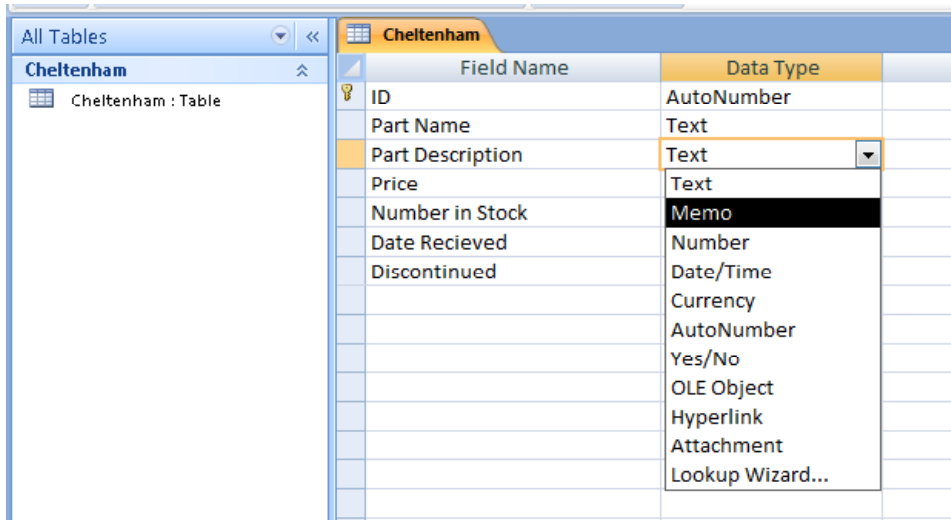 All Tables
Cheltenham
Cheltenham : Table
Cheltenham
Field Name Data Type
ID AutoNumber
Part Name Text
Part Description Text
Price
Number in Stock
Date Recieved
Discontinued
Text
Memo
Number
Date/Time
Currency
AutoNumber
Yes/No
OLE Object
Hyperlink
Attachment
Lookup Wizard...